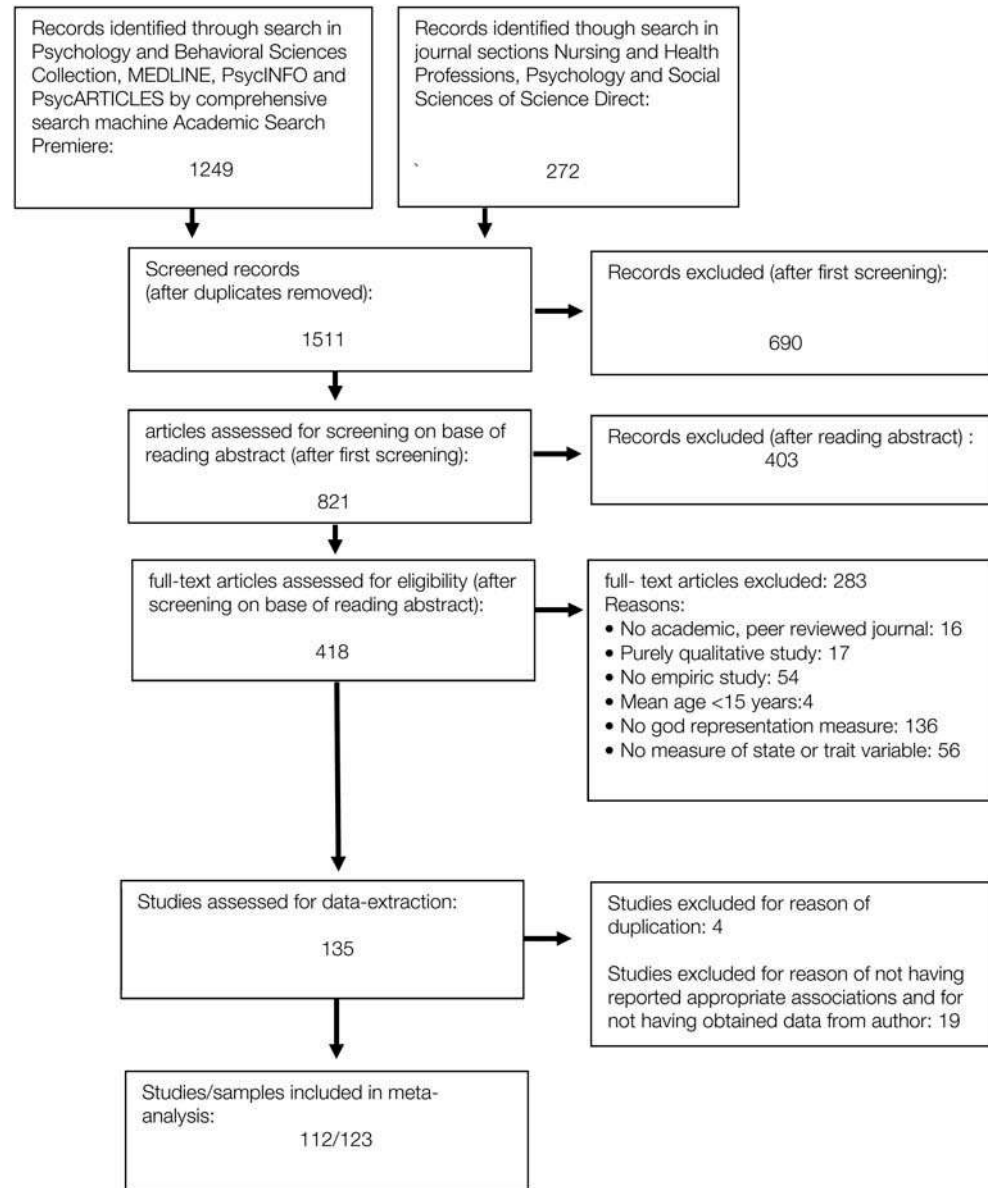 Records identified through search in
Psychology and Behavioral Sciences
Collection, MEDLINE, PsycINFO and
PsycARTICLES by comprehensive
search machine Academic Search
Premiere:
1249
Records identified though search in
journal sections Nursing and Health
Professions, Psychology and Social
Sciences of Science Direct:
` 272
Screened records
(after duplicates removed):
1511
Records excluded (after first screening):
690
articles assessed for screening on base of
reading abstract (after first screening):
821
Records excluded (after reading abstract) :
403
full-text articles assessed for eligibility (after
screening on base of reading abstract):
418
full- text articles excluded: 283
Reasons:
• No academic, peer reviewed journal: 16
• Purely qualitative study: 17
• No empiric study: 54
• Mean age <15 years:4
• No god representation measure: 136
• No measure of state or trait variable: 56
Studies assessed for data-extraction:
135
Studies excluded for reason of
duplication: 4
Studies excluded for reason of not having
reported appropriate associations and for
not having obtained data from author: 19
Studies/samples included in meta-
analysis:
112/123